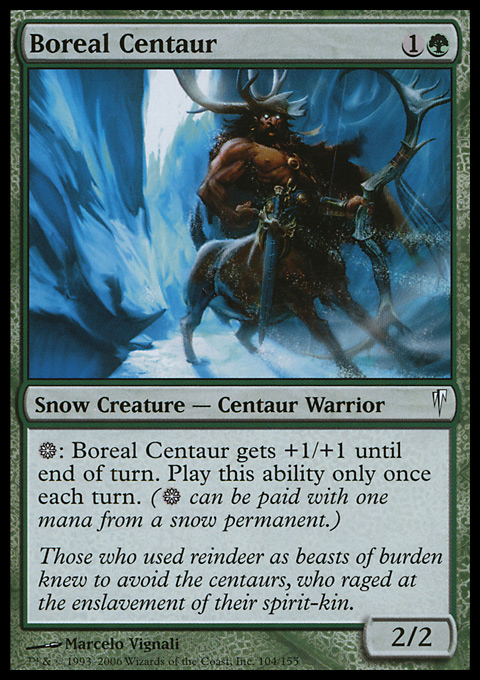 Boreal Centaur 1
Snow Creature — Centaur Warrior
: Boreal Centaur gets +1/+1 until
end of turn. Play this ability only once
each turn. ( can be paid with one
mana from a snow permanent.)
Those who used reindeer as beasts of burden
knew to avoid the centaurs, who raged at
the enslavement of their spirit-kin.
2/2
Marcelo Vignali
™ & © 1993–2006 Wizards of the Coast, Inc. 104/155